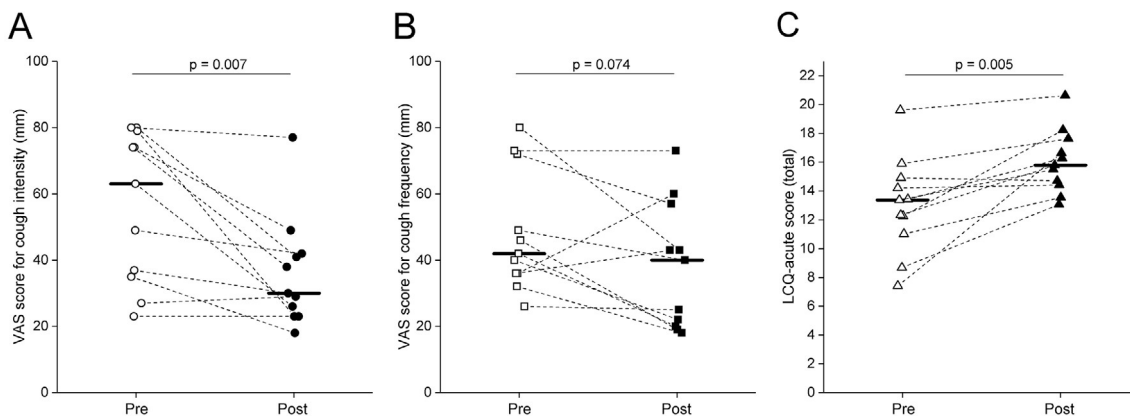 A
p = 0.007
VAS score for cough intensity (mm)
100
80
60
40
20
0
Pre
Post
B
p = 0.074
VAS score for cough frequency (mm)
100
80
60
40
20
0
Pre
Post
C
p = 0.005
LCQ-acute score (total)
22
20
18
16
14
12
10
8
6
4
2
0
Pre
Post